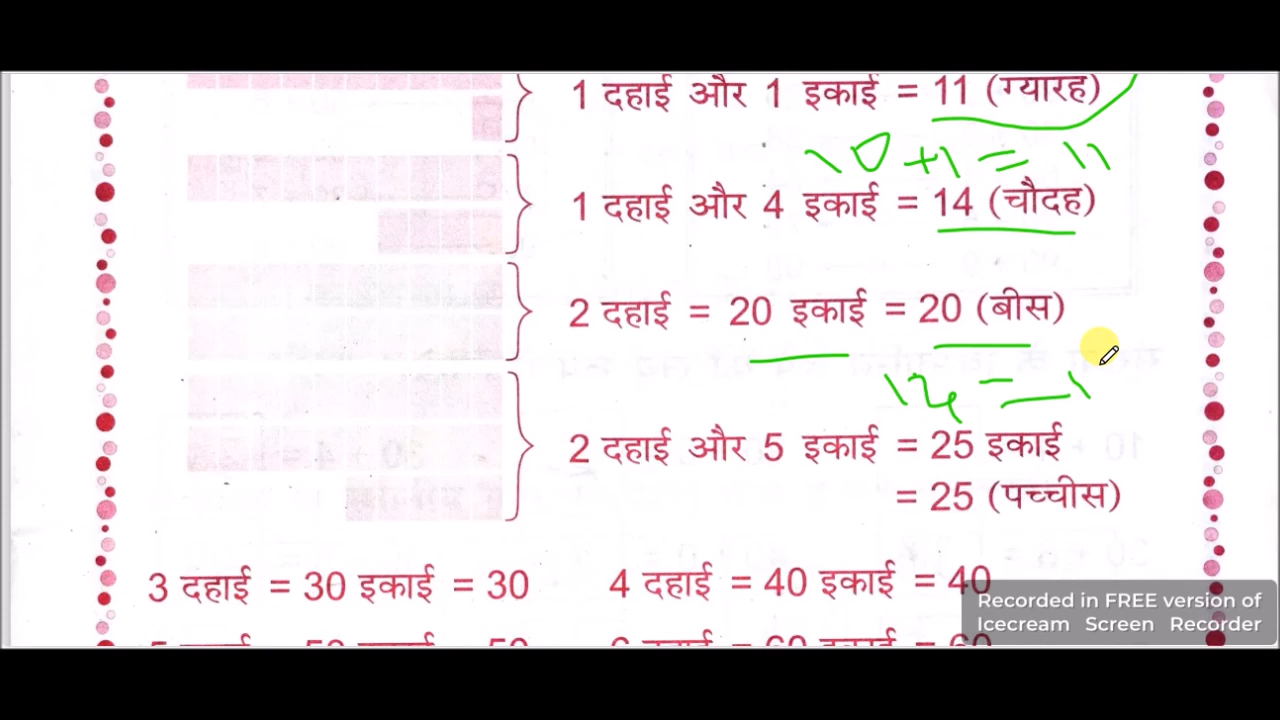 1 दहाई और 1 इकाई = 11 (ग्यारह)
10 + 1 = 11
1 दहाई और 4 इकाई = 14 (चौदह)
2 दहाई = 20 इकाई = 20 (बीस)
2 दहाई और 5 इकाई = 25 इकाई
= 25 (पच्चीस)
3 दहाई = 30 इकाई = 30
4 दहाई = 40 इकाई = 40
Recorded in FREE version of
Icecream Screen Recorder